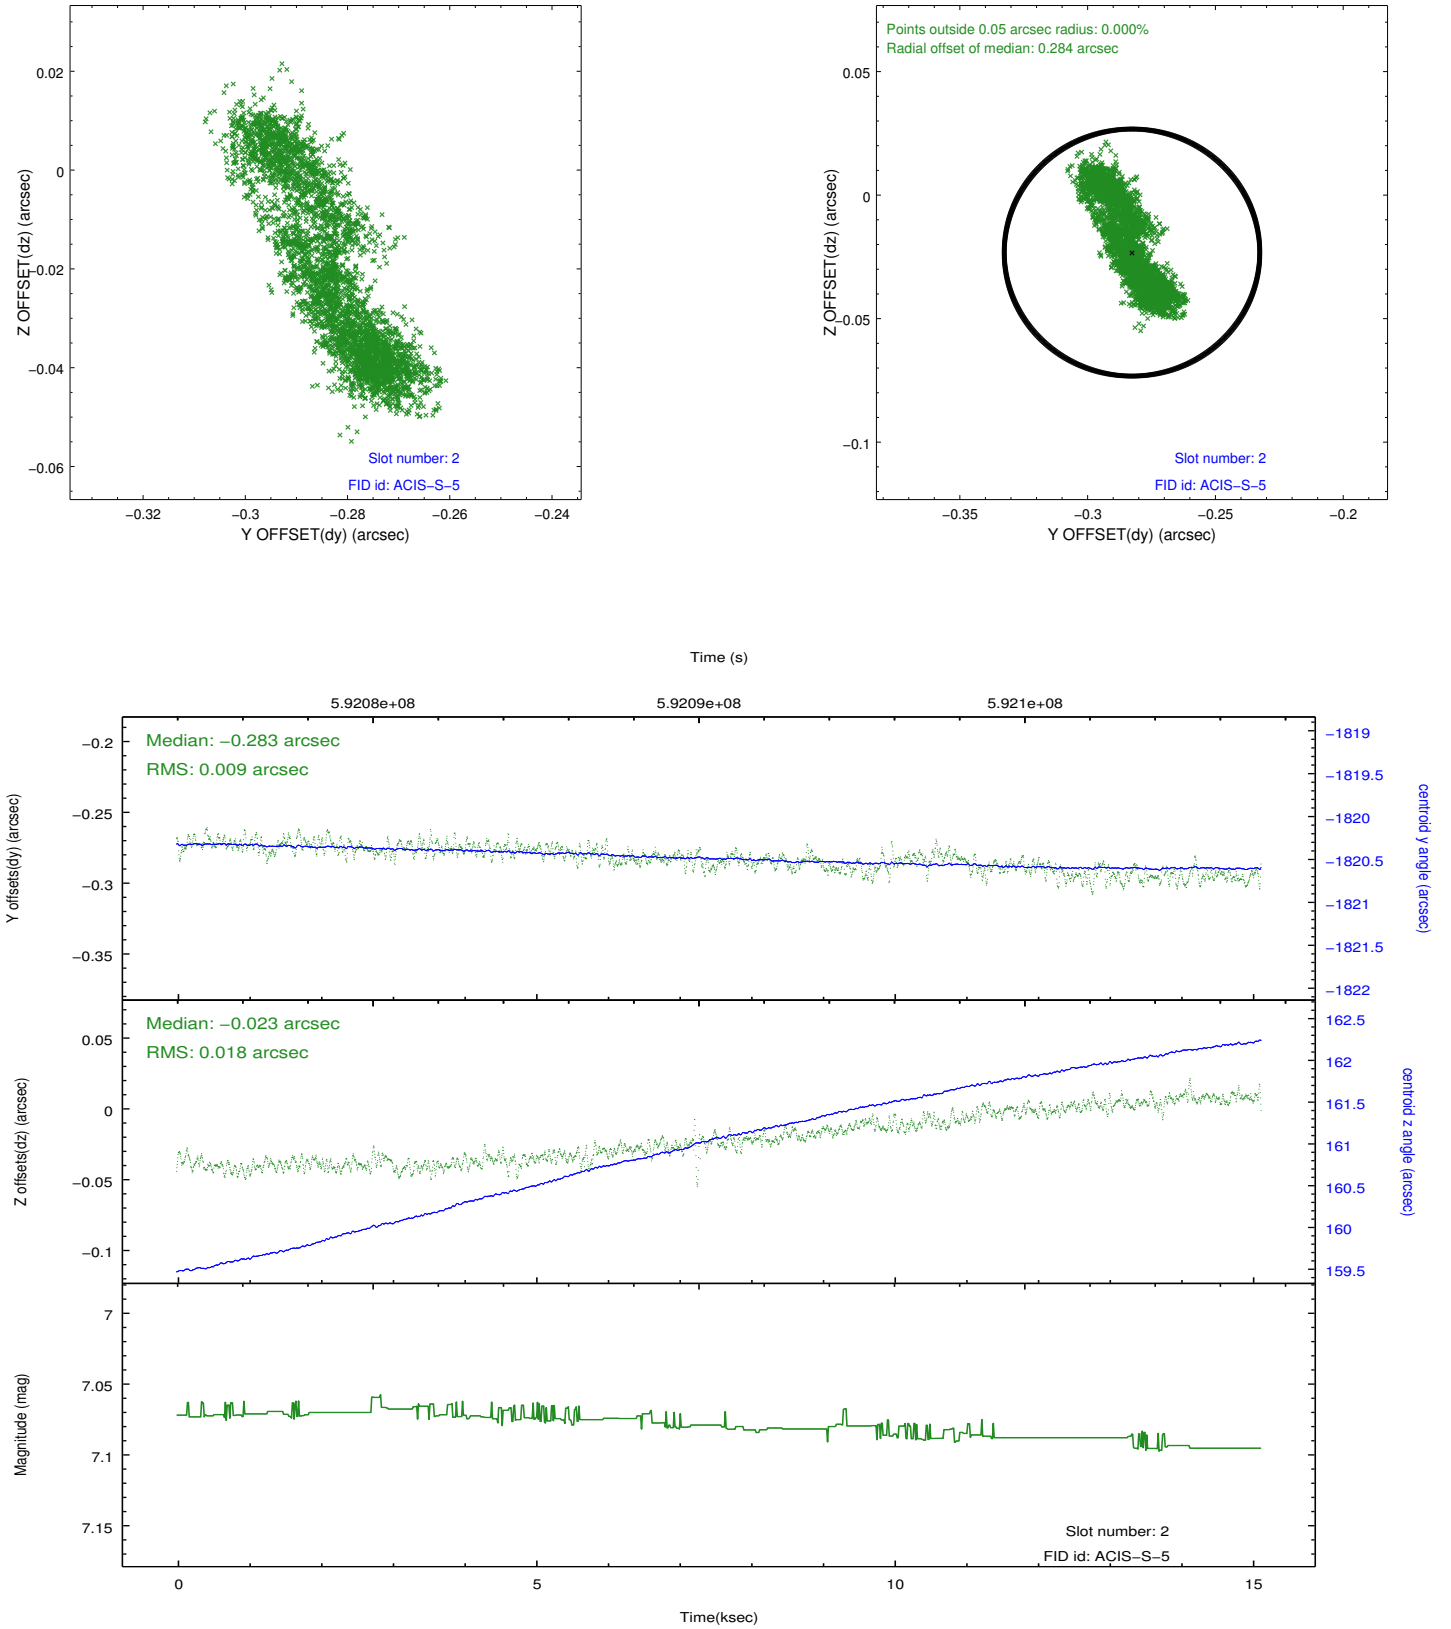 0.02
0
−0.02
−0.04
−0.06
Z OFFSET(dz) (arcsec)
Slot number: 2
FID id: ACIS−S−5
−0.32
−0.3
−0.28
−0.26
−0.24
Y OFFSET(dy) (arcsec)
Points outside 0.05 arcsec radius: 0.000%
Radial offset of median: 0.284 arcsec
0.05
0
−0.05
−0.1
Z OFFSET(dz) (arcsec)
Slot number: 2
FID id: ACIS−S−5
−0.35
−0.3
−0.25
−0.2
Y OFFSET(dy) (arcsec)
Time (s)
5.9208e+08
5.9209e+08
5.921e+08
Median: −0.283 arcsec
RMS: 0.009 arcsec
−0.2
−0.25
−0.3
−0.35
Y offsets(dy) (arcsec)
−1819
−1819.5
−1820
−1820.5
−1821
−1821.5
−1822
centroid y angle (arcsec)
Median: −0.023 arcsec
RMS: 0.018 arcsec
0.05
0
−0.05
−0.1
Z offsets(dz) (arcsec)
162.5
162
161.5
161
160.5
160
159.5
centroid z angle (arcsec)
7
7.05
7.1
7.15
Magnitude (mag)
Slot number: 2
FID id: ACIS−S−5
0
5
10
15
Time(ksec)